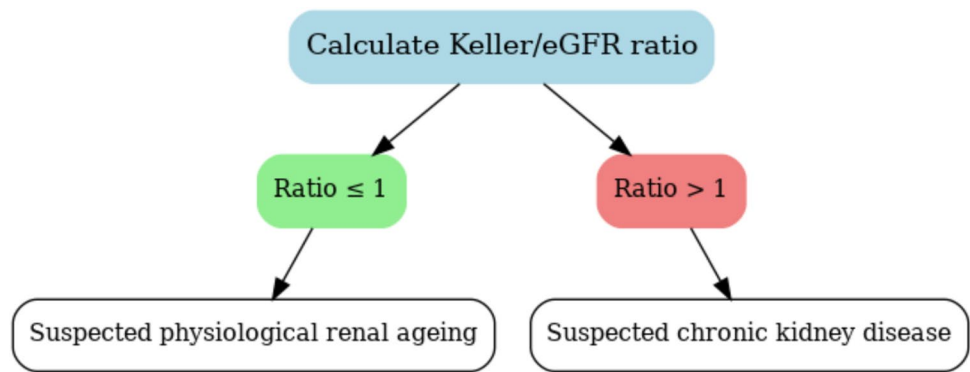 Calculate Keller/eGFR ratio
Ratio ≤ 1
Ratio > 1
Suspected physiological renal ageing
Suspected chronic kidney disease